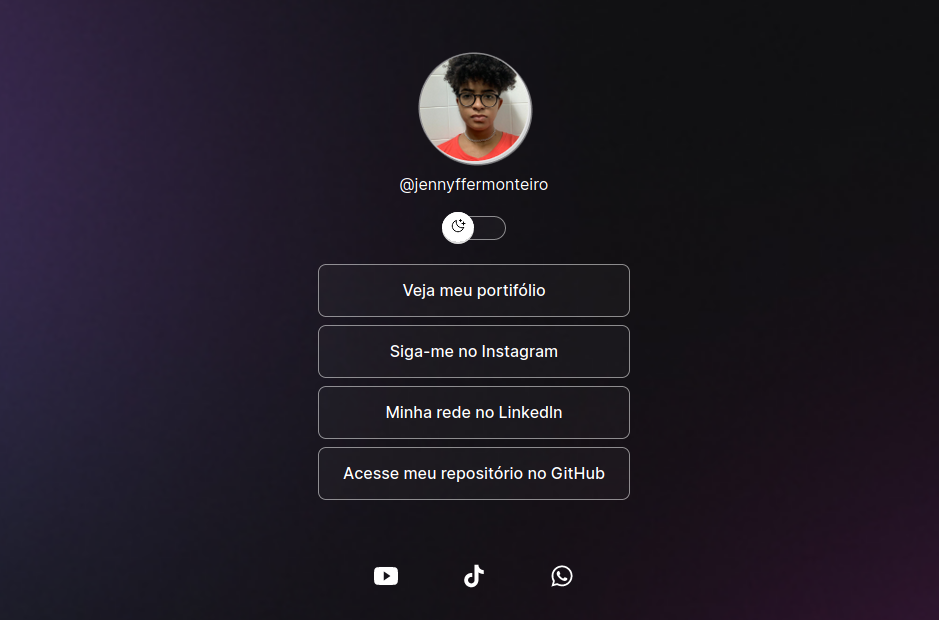 @jennyffermonteiro
Veja meu portifólio
Siga-me no Instagram
Minha rede no LinkedIn
Acesse meu repositório no GitHub